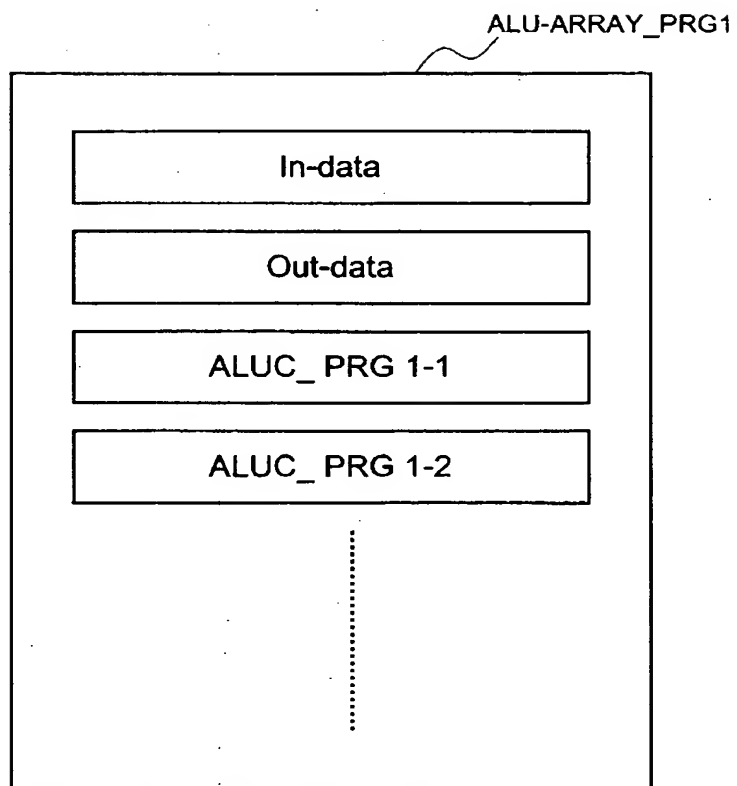 ALU-ARRAY_PRG1
In-data
Out-data
ALUC_ PRG 1-1
ALUC_ PRG 1-2